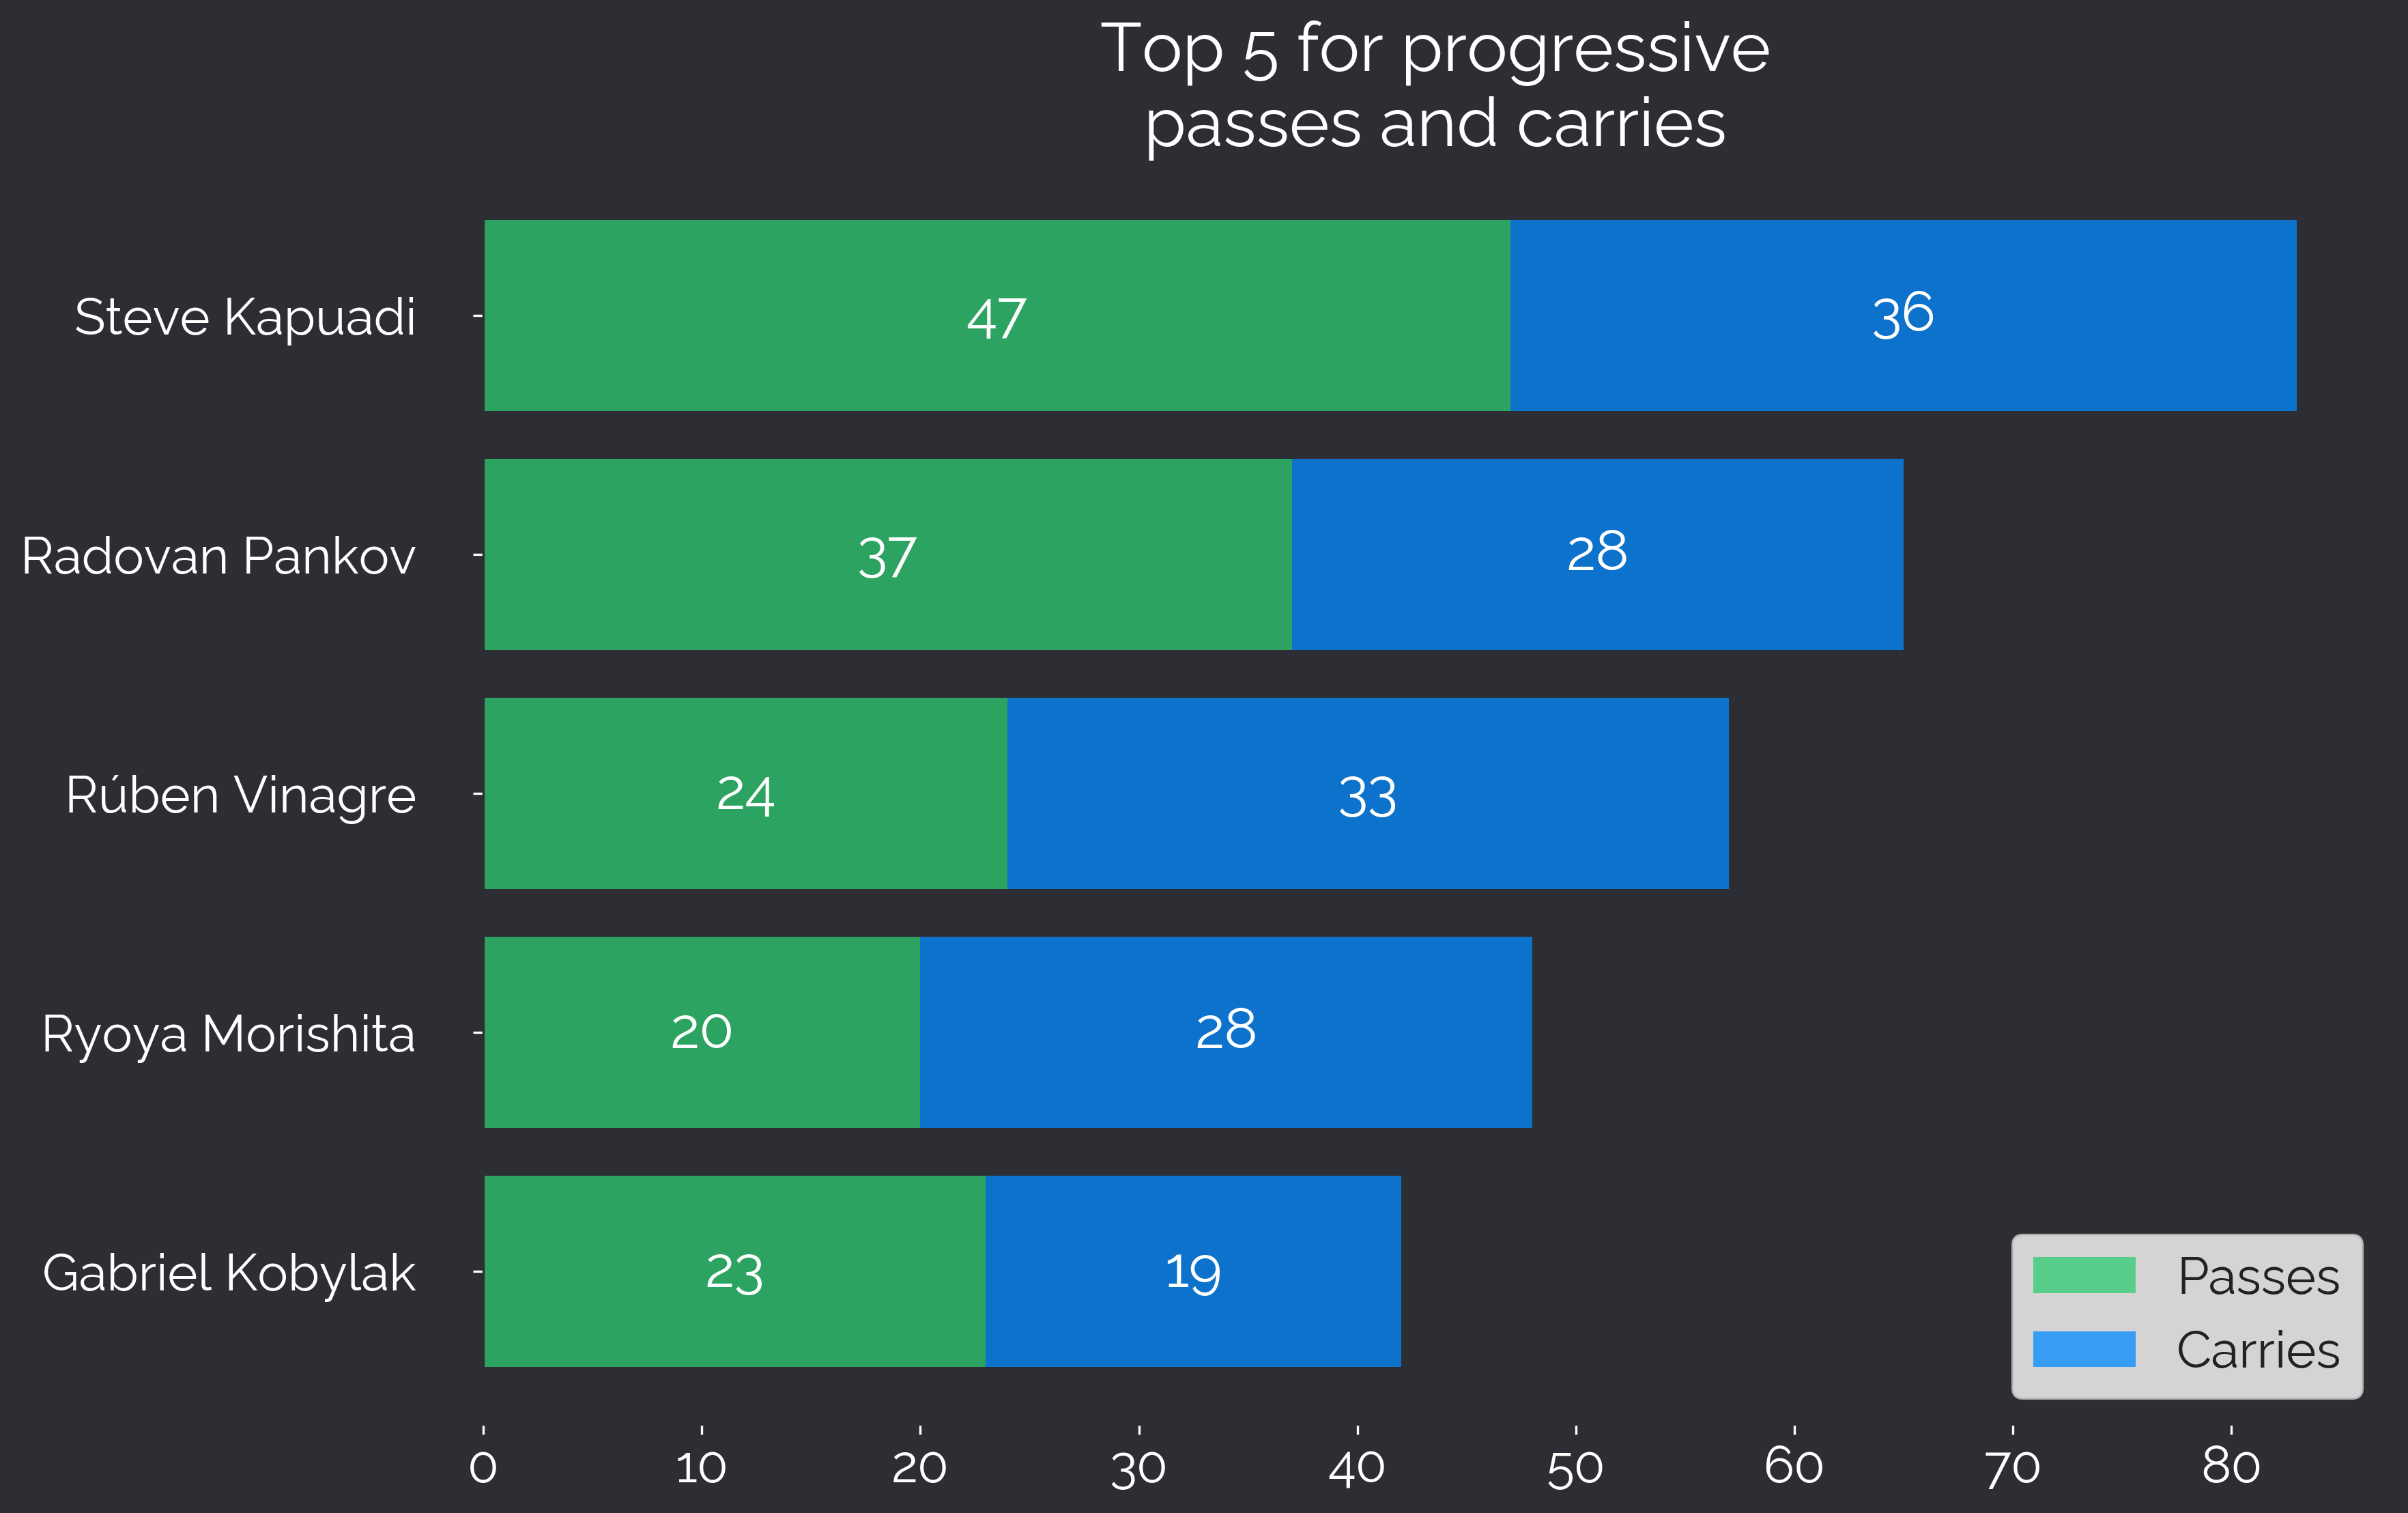 Top 5 for progressive
passes and carries
Steve Kapuadi
47
36
Radovan Pankov
37
28
Rúben Vinagre
24
33
Ryoya Morishita
20
28
Gabriel Kobylak
23
19
Passes
Carries
0 10 20 30 40 50 60 70 80